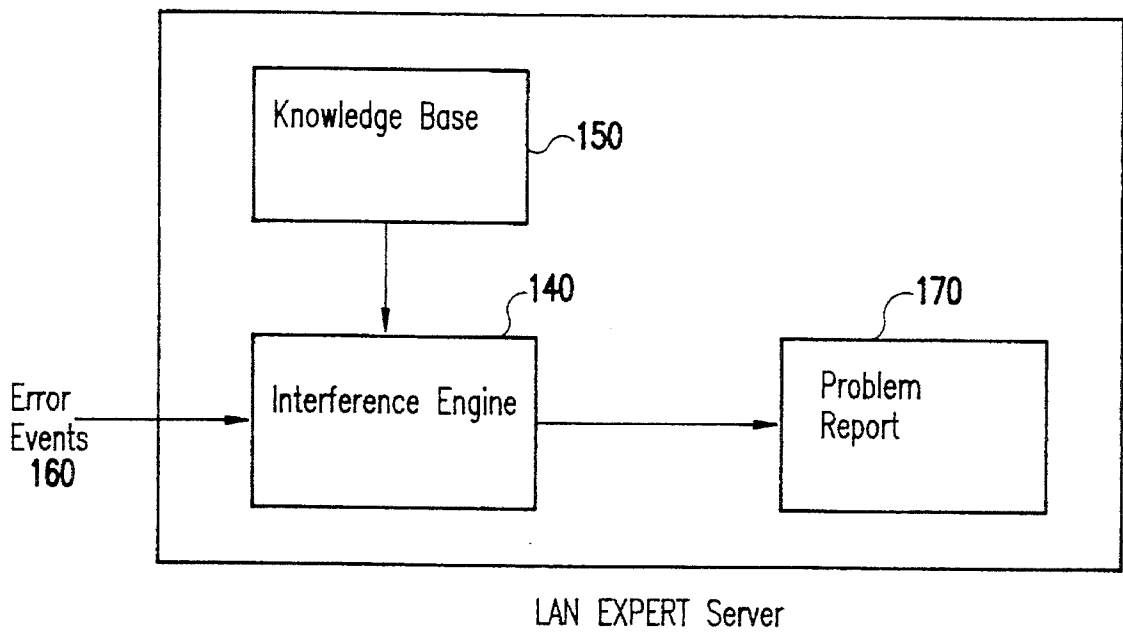 Knowledge Base
150
140
170
Error
Events
160
Interference Engine
Problem
Report
LAN EXPERT Server